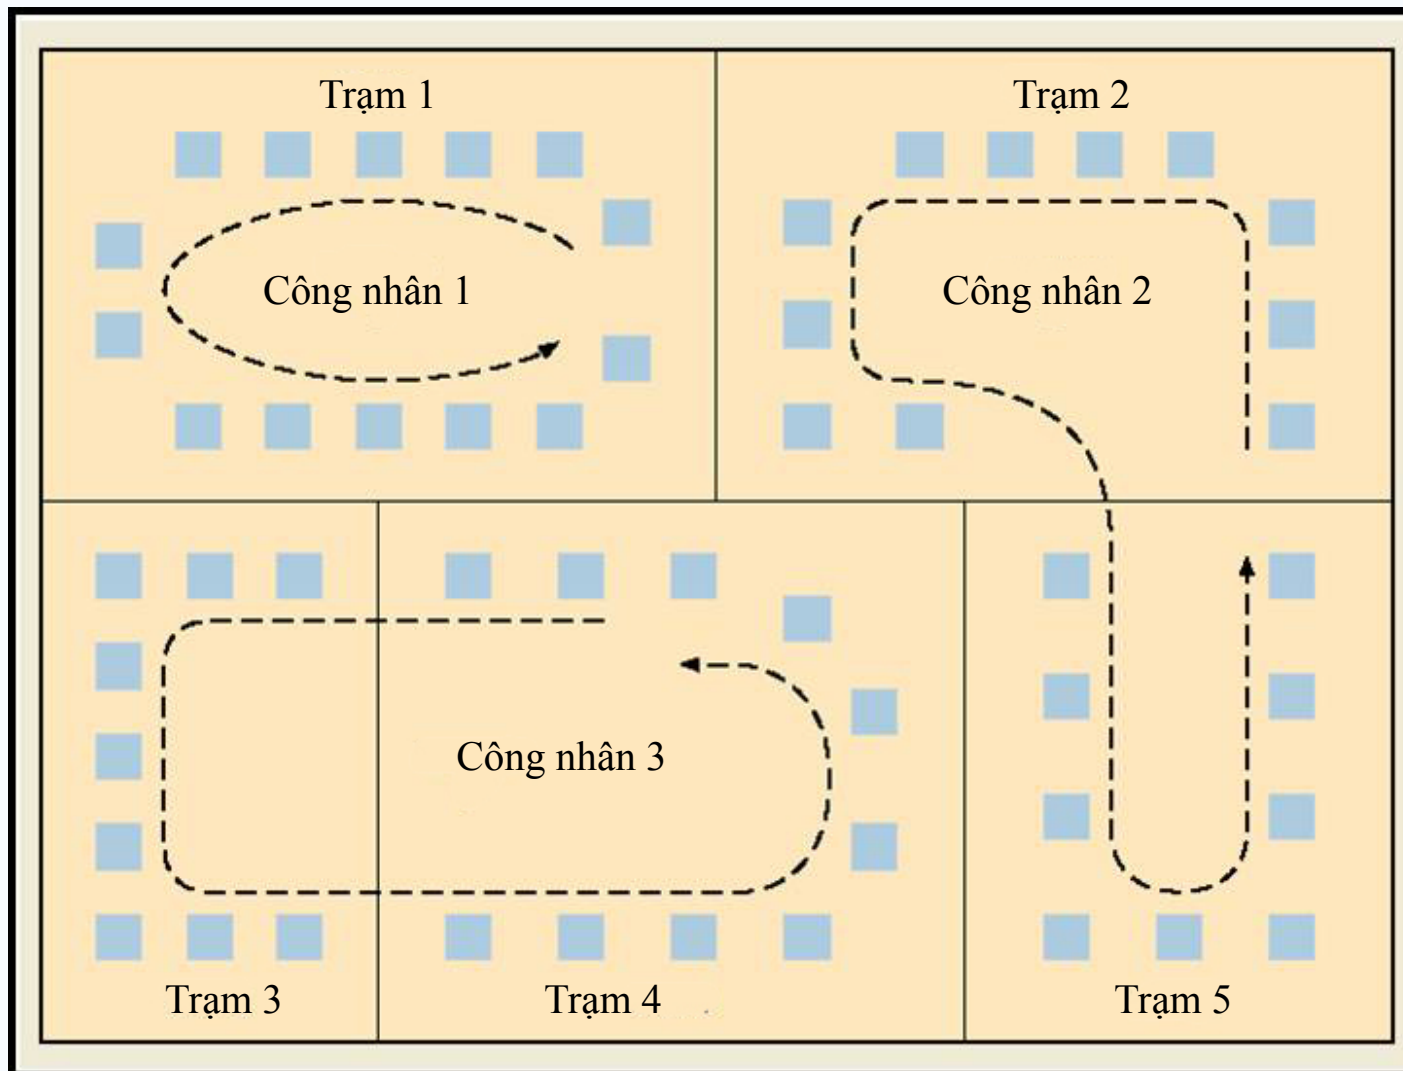 Trạm 1
Trạm 2
Công nhân 1
Công nhân 2
Công nhân 3
Trạm 3
Trạm 4
Trạm 5